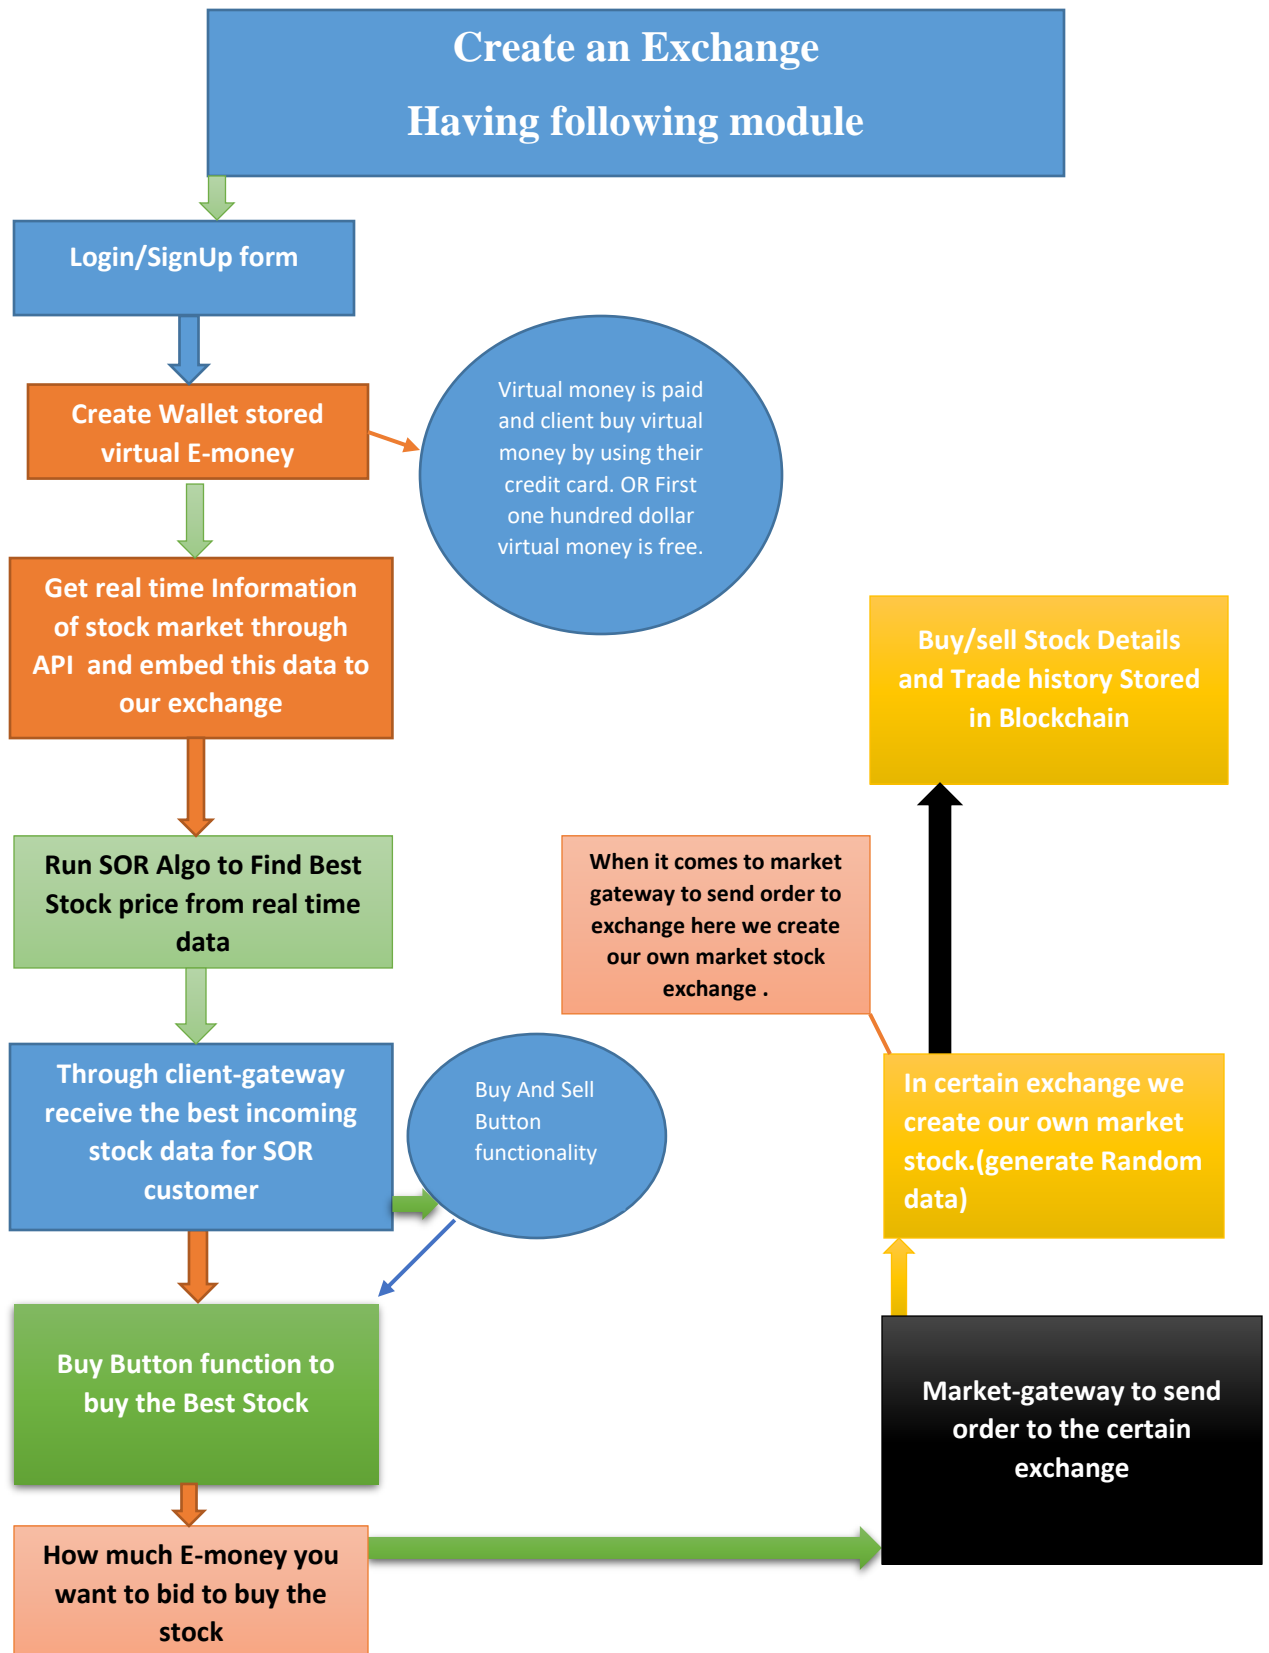 Create an Exchange
Having following module
Login/SignUp form
Create Wallet stored
virtual E-money
Virtual money is paid
and client buy virtual
money by using their
credit card. OR First
one hundred dollar
virtual money is free.
Get real time Information
of stock market through
API  and embed this data to
our exchange
Run SOR Algo to Find Best
Stock price from real time
data
Through client-gateway
receive the best incoming
stock data for SOR
customer
Buy And Sell
Button
functionality
Buy Button function to
buy the Best Stock
How much E-money you
want to bid to buy the
stock
Market-gateway to send
order to the certain
exchange
In certain exchange we
create our own market
stock.(generate Random
data)
When it comes to market
gateway to send order to
exchange here we create
our own market stock
exchange .
Buy/sell Stock Details
and Trade history Stored
in Blockchain